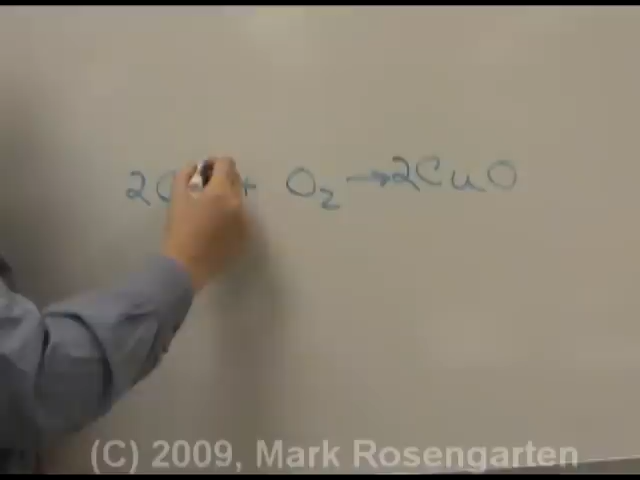 2C + O₂ → 2CuO
(C) 2009, Mark Rosengarten